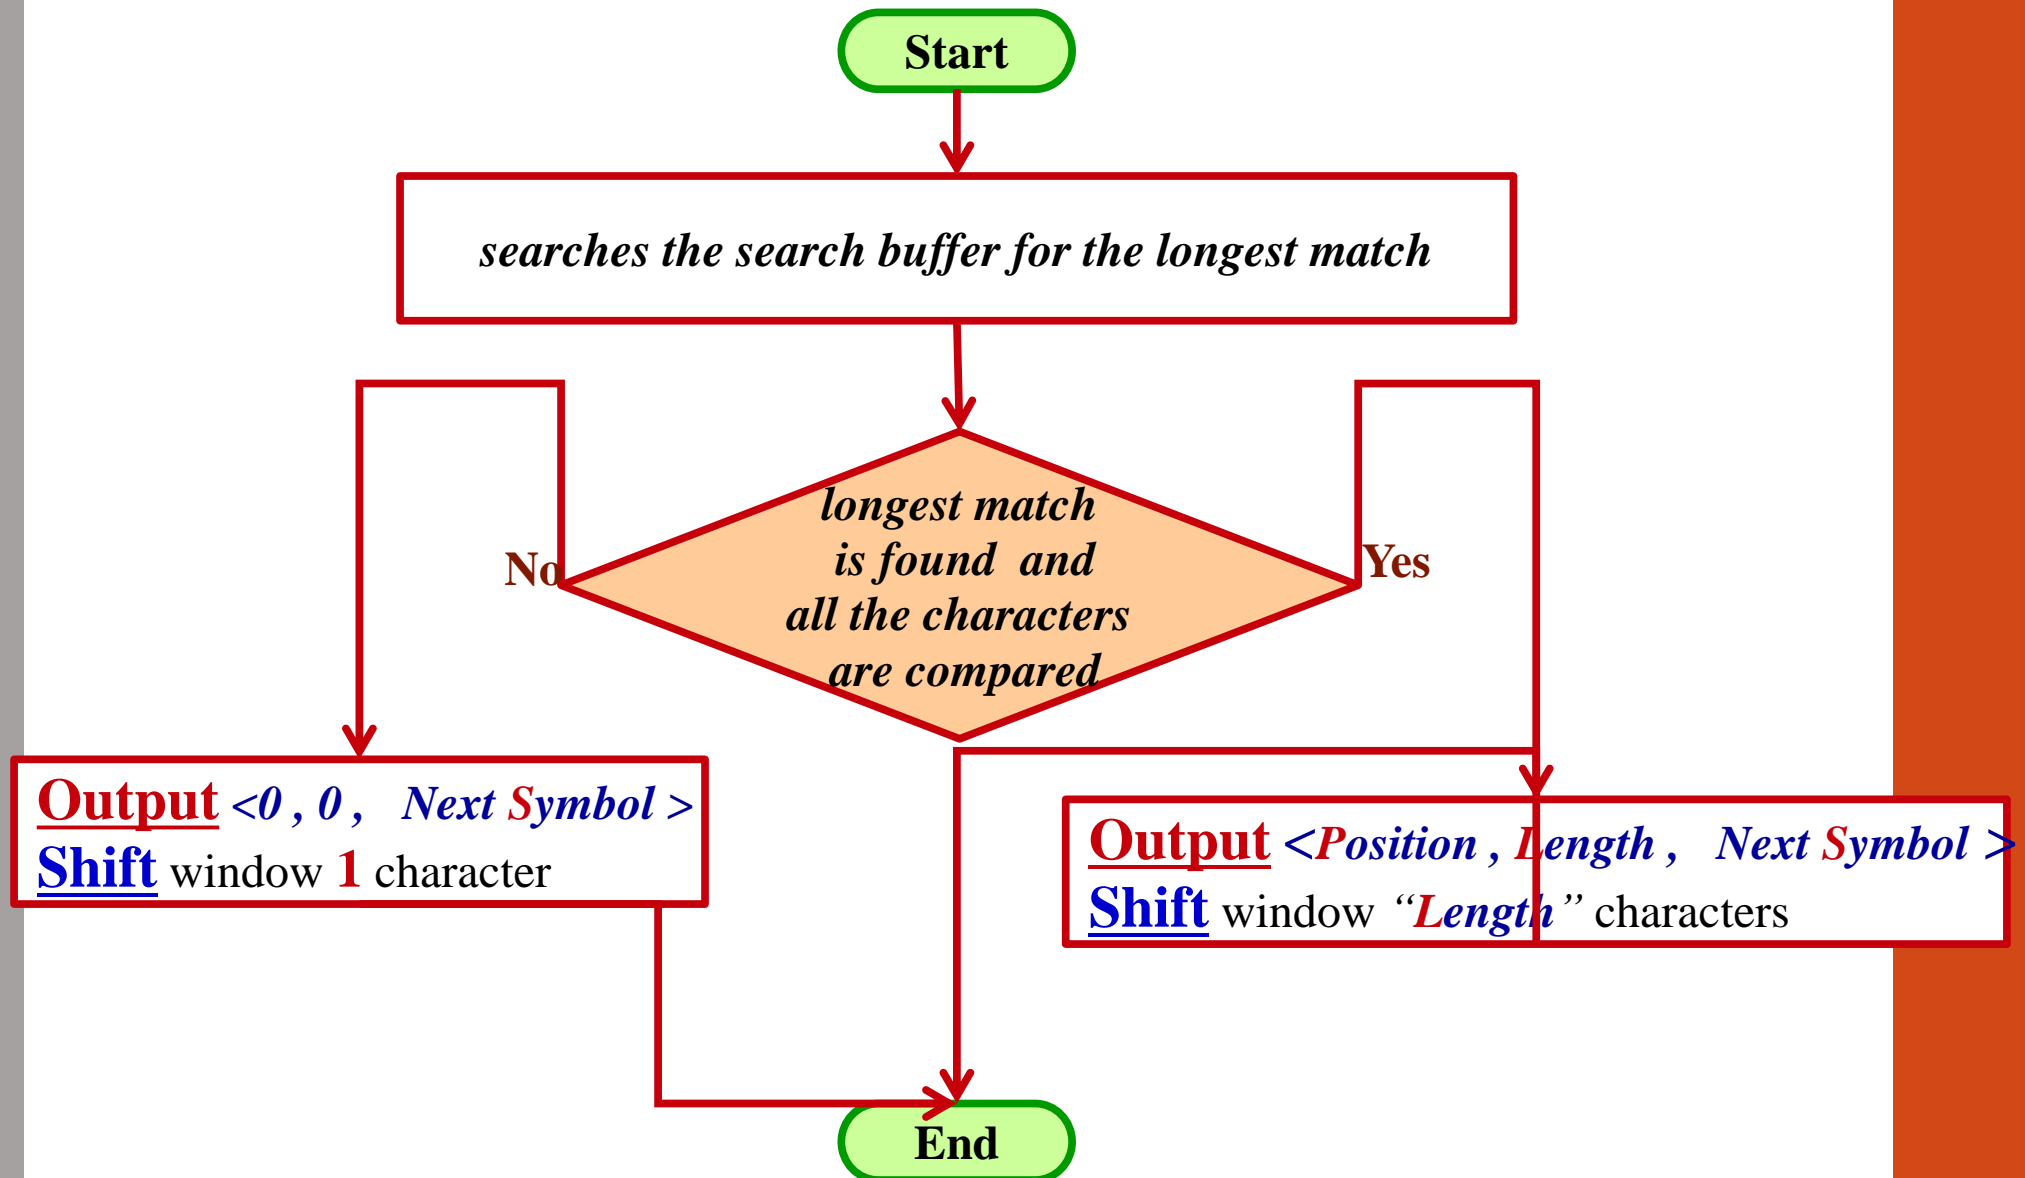 Start
searches the search buffer for the longest match
longest match
is found and
all the characters
are compared
No
Yes
Output <0 , 0 , Next Symbol >
Shift window 1 character
Output <Position , Length , Next Symbol >
Shift window “Length” characters
End